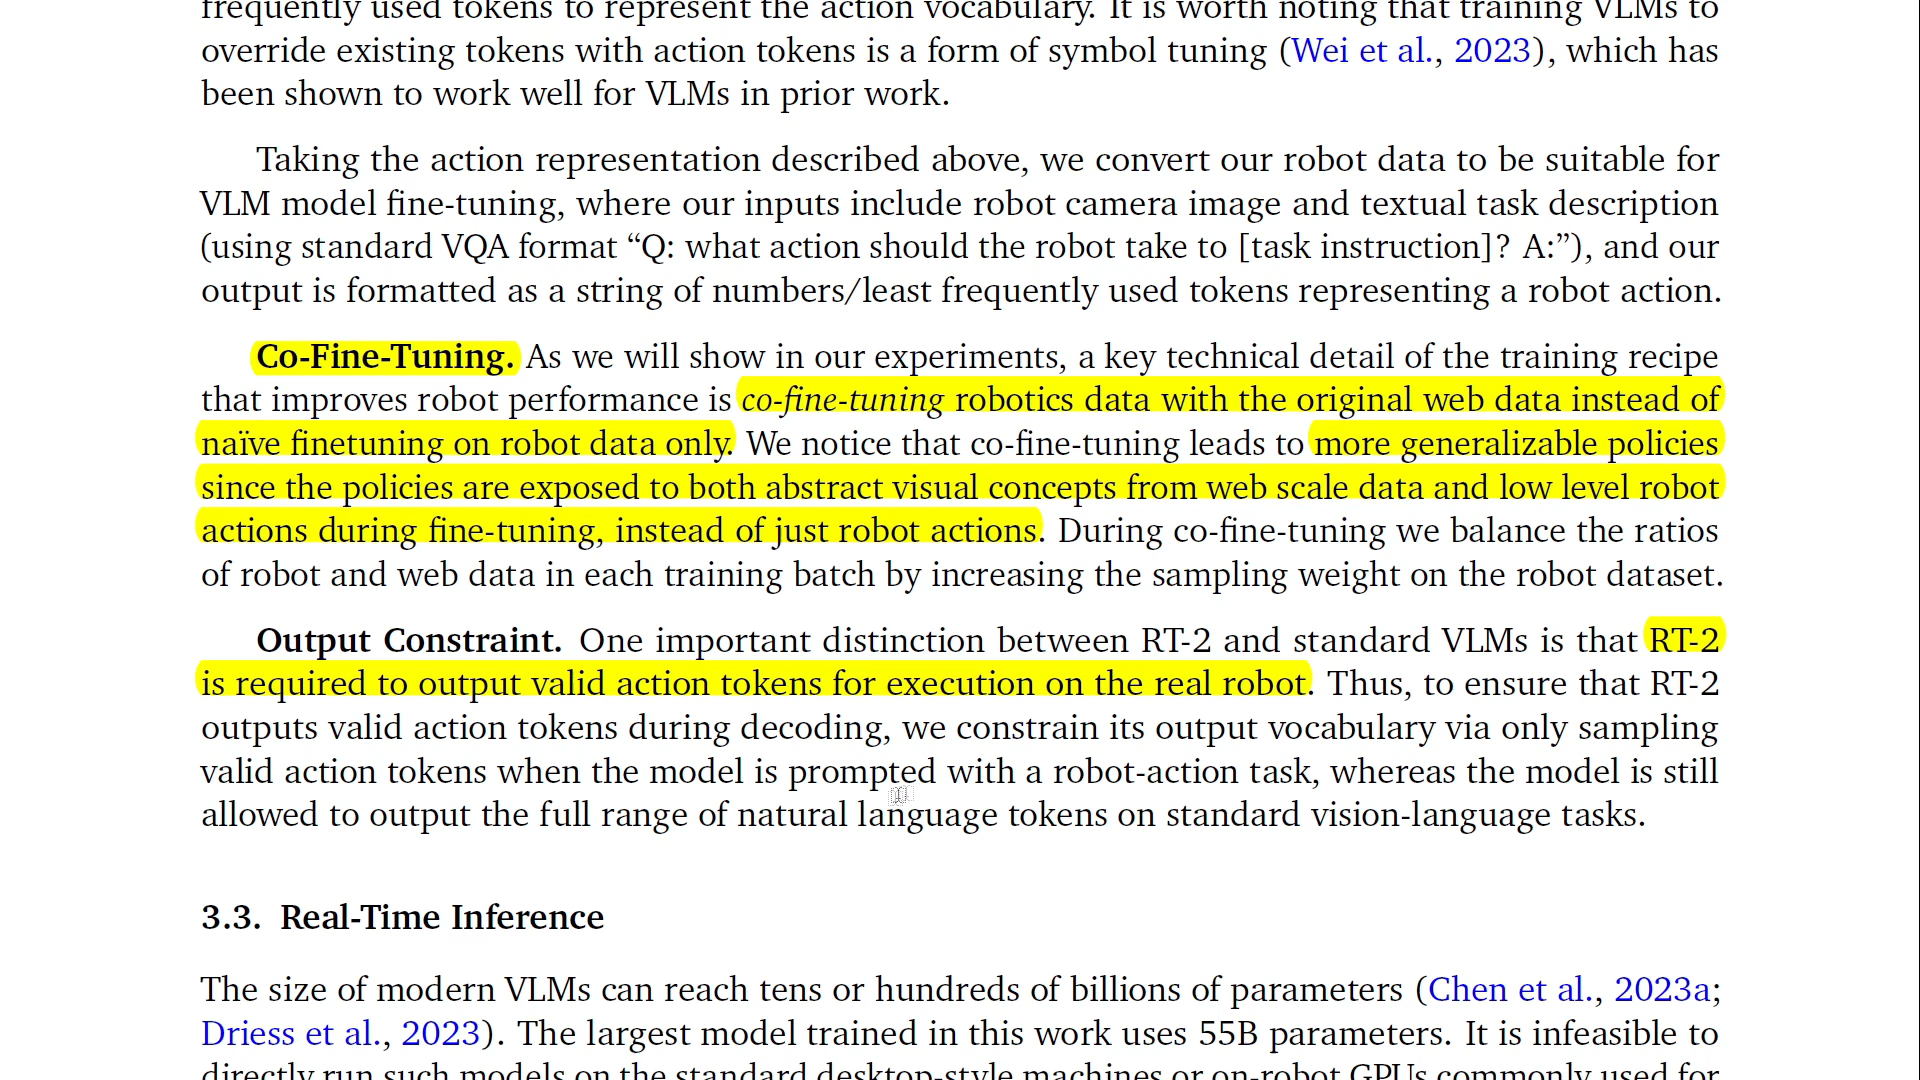 frequently used tokens to represent the action vocabulary. It is worth noting that training VLMs to
override existing tokens with action tokens is a form of symbol tuning (Wei et al., 2023), which has
been shown to work well for VLMs in prior work.
Taking the action representation described above, we convert our robot data to be suitable for
VLM model fine-tuning, where our inputs include robot camera image and textual task description
(using standard VQA format “Q: what action should the robot take to [task instruction]? A:”), and our
output is formatted as a string of numbers/least frequently used tokens representing a robot action.
Co-Fine-Tuning. As we will show in our experiments, a key technical detail of the training recipe
that improves robot performance is co-fine-tuning robotics data with the original web data instead of
naïve finetuning on robot data only. We notice that co-fine-tuning leads to more generalizable policies
since the policies are exposed to both abstract visual concepts from web scale data and low level robot
actions during fine-tuning, instead of just robot actions. During co-fine-tuning we balance the ratios
of robot and web data in each training batch by increasing the sampling weight on the robot dataset.
Output Constraint. One important distinction between RT-2 and standard VLMs is that RT-2
is required to output valid action tokens for execution on the real robot. Thus, to ensure that RT-2
outputs valid action tokens during decoding, we constrain its output vocabulary via only sampling
valid action tokens when the model is prompted with a robot-action task, whereas the model is still
allowed to output the full range of natural language tokens on standard vision-language tasks.
3.3. Real-Time Inference
The size of modern VLMs can reach tens or hundreds of billions of parameters (Chen et al., 2023a;
Driess et al., 2023). The largest model trained in this work uses 55B parameters. It is infeasible to
directly run such models on the standard desktop-style machines or on-robot GPUs commonly used for